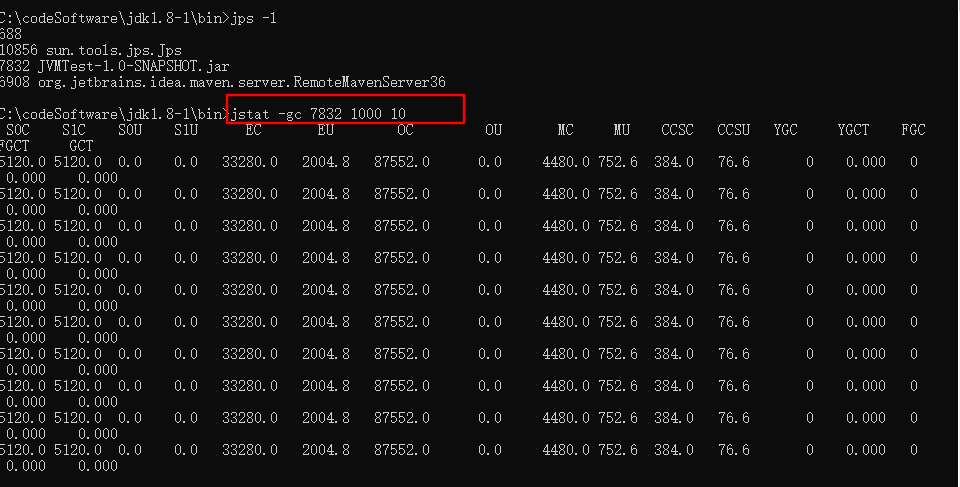 C:\codeSoftware\jdk1.8-1\bin>jps -l
688
10856 sun.tools.jps.Jps
7832 JVMTest-1.0-SNAPSHOT.jar
6908 org.jetbrains.idea.maven.server.RemoteMavenServer36
C:\codeSoftware\jdk1.8-1\bin>jstat -gc 7832 1000 10
S0C S1C S0U S1U EC EU OC OU MC MU CCSC CCSU YGC YGCT FGC
FGCT GCT
5120.0 5120.0 0.0 0.0 33280.0 2004.8 87552.0 0.0 4480.0 752.6 384.0 76.6 0 0.000 0
0.000 0.000
5120.0 5120.0 0.0 0.0 33280.0 2004.8 87552.0 0.0 4480.0 752.6 384.0 76.6 0 0.000 0
0.000 0.000
5120.0 5120.0 0.0 0.0 33280.0 2004.8 87552.0 0.0 4480.0 752.6 384.0 76.6 0 0.000 0
0.000 0.000
5120.0 5120.0 0.0 0.0 33280.0 2004.8 87552.0 0.0 4480.0 752.6 384.0 76.6 0 0.000 0
0.000 0.000
5120.0 5120.0 0.0 0.0 33280.0 2004.8 87552.0 0.0 4480.0 752.6 384.0 76.6 0 0.000 0
0.000 0.000
5120.0 5120.0 0.0 0.0 33280.0 2004.8 87552.0 0.0 4480.0 752.6 384.0 76.6 0 0.000 0
0.000 0.000
5120.0 5120.0 0.0 0.0 33280.0 2004.8 87552.0 0.0 4480.0 752.6 384.0 76.6 0 0.000 0
0.000 0.000
5120.0 5120.0 0.0 0.0 33280.0 2004.8 87552.0 0.0 4480.0 752.6 384.0 76.6 0 0.000 0
0.000 0.000
5120.0 5120.0 0.0 0.0 33280.0 2004.8 87552.0 0.0 4480.0 752.6 384.0 76.6 0 0.000 0
0.000 0.000
5120.0 5120.0 0.0 0.0 33280.0 2004.8 87552.0 0.0 4480.0 752.6 384.0 76.6 0 0.000 0
0.000 0.000